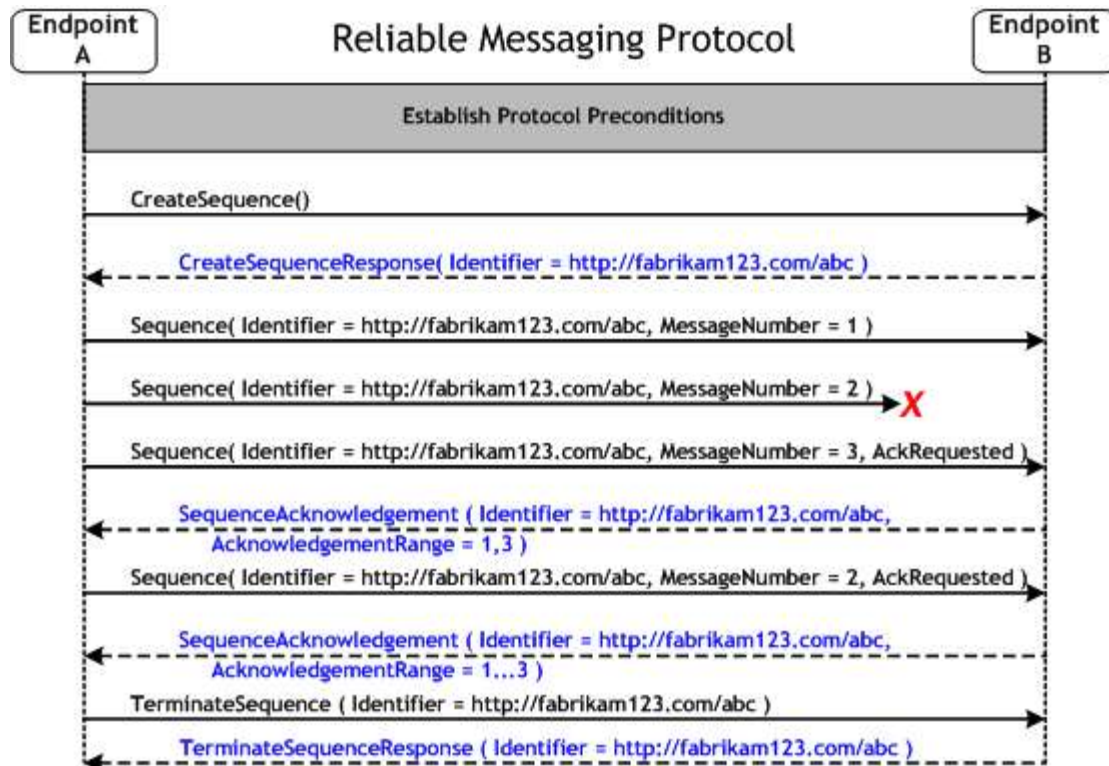 Endpoint
A
Reliable Messaging Protocol
Endpoint
B
Establish Protocol Preconditions
CreateSequence()
CreateSequenceResponse( Identifier = http://fabrikam123.com/abc )
Sequence( Identifier = http://fabrikam123.com/abc, MessageNumber = 1 )
Sequence( Identifier = http://fabrikam123.com/abc, MessageNumber = 2 )
X
Sequence( Identifier = http://fabrikam123.com/abc, MessageNumber = 3, AckRequested )
SequenceAcknowledgement ( Identifier = http://fabrikam123.com/abc,
AcknowledgementRange = 1,3 )
Sequence( Identifier = http://fabrikam123.com/abc, MessageNumber = 2, AckRequested )
SequenceAcknowledgement ( Identifier = http://fabrikam123.com/abc,
AcknowledgementRange = 1...3 )
TerminateSequence ( Identifier = http://fabrikam123.com/abc )
TerminateSequenceResponse ( Identifier = http://fabrikam123.com/abc )